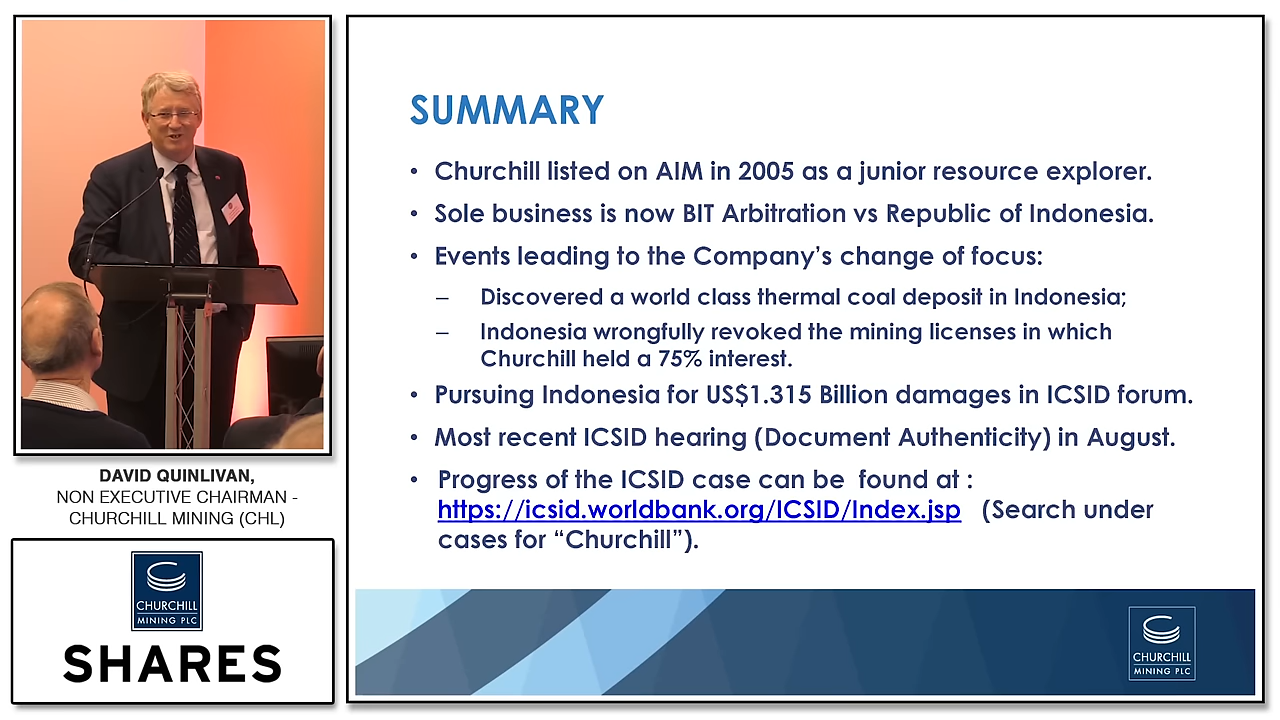 DAVID QUINLIVAN,
NON EXECUTIVE CHAIRMAN -
CHURCHILL MINING (CHL)
CHURCHILL
MINING PLC
SHARES
SUMMARY
• Churchill listed on AIM in 2005 as a junior resource explorer.
• Sole business is now BIT Arbitration vs Republic of Indonesia.
• Events leading to the Company’s change of focus:
– Discovered a world class thermal coal deposit in Indonesia;
– Indonesia wrongfully revoked the mining licenses in which
Churchill held a 75% interest.
• Pursuing Indonesia for US$1.315 Billion damages in ICSID forum.
• Most recent ICSID hearing (Document Authenticity) in August.
• Progress of the ICSID case can be found at :
https://icsid.worldbank.org/ICSID/Index.jsp (Search under
cases for “Churchill”).
CHURCHILL
MINING PLC